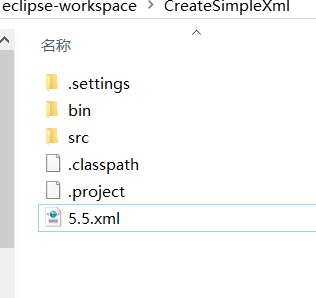 eclipse-workspace > CreateSimpleXml
名称
.settings
bin
src
.classpath
.project
5.5.xml